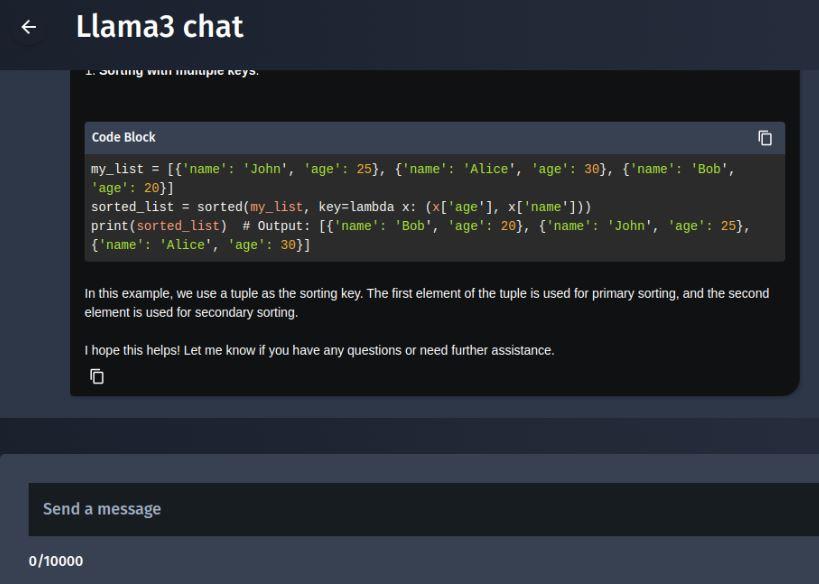 Llama3 chat
1. Sorting with multiple keys:
Code Block
my_list = [{'name': 'John', 'age': 25}, {'name': 'Alice', 'age': 30}, {'name': 'Bob',
'age': 20}]
sorted_list = sorted(my_list, key=lambda x: (x['age'], x['name']))
print(sorted_list)  # Output: [{'name': 'Bob', 'age': 20}, {'name': 'John', 'age': 25},
{'name': 'Alice', 'age': 30}]
In this example, we use a tuple as the sorting key. The first element of the tuple is used for primary sorting, and the second
element is used for secondary sorting.
I hope this helps! Let me know if you have any questions or need further assistance.
Send a message
0/10000